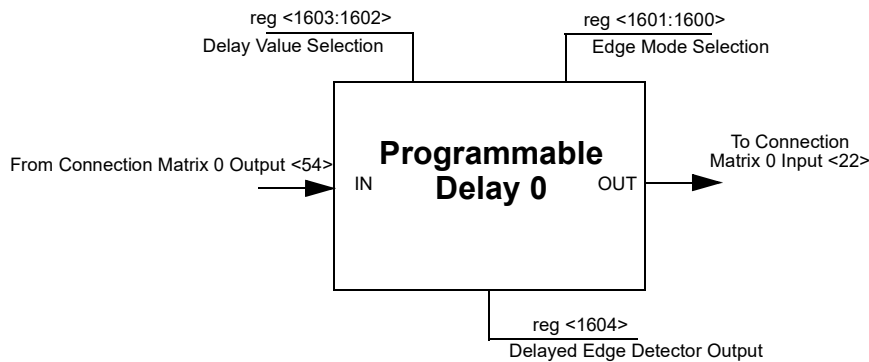 reg <1603:1602>
Delay Value Selection
reg <1601:1600>
Edge Mode Selection
From Connection Matrix 0 Output <54>
IN
Programmable
Delay 0
OUT
To Connection
Matrix 0 Input <22>
reg <1604>
Delayed Edge Detector Output